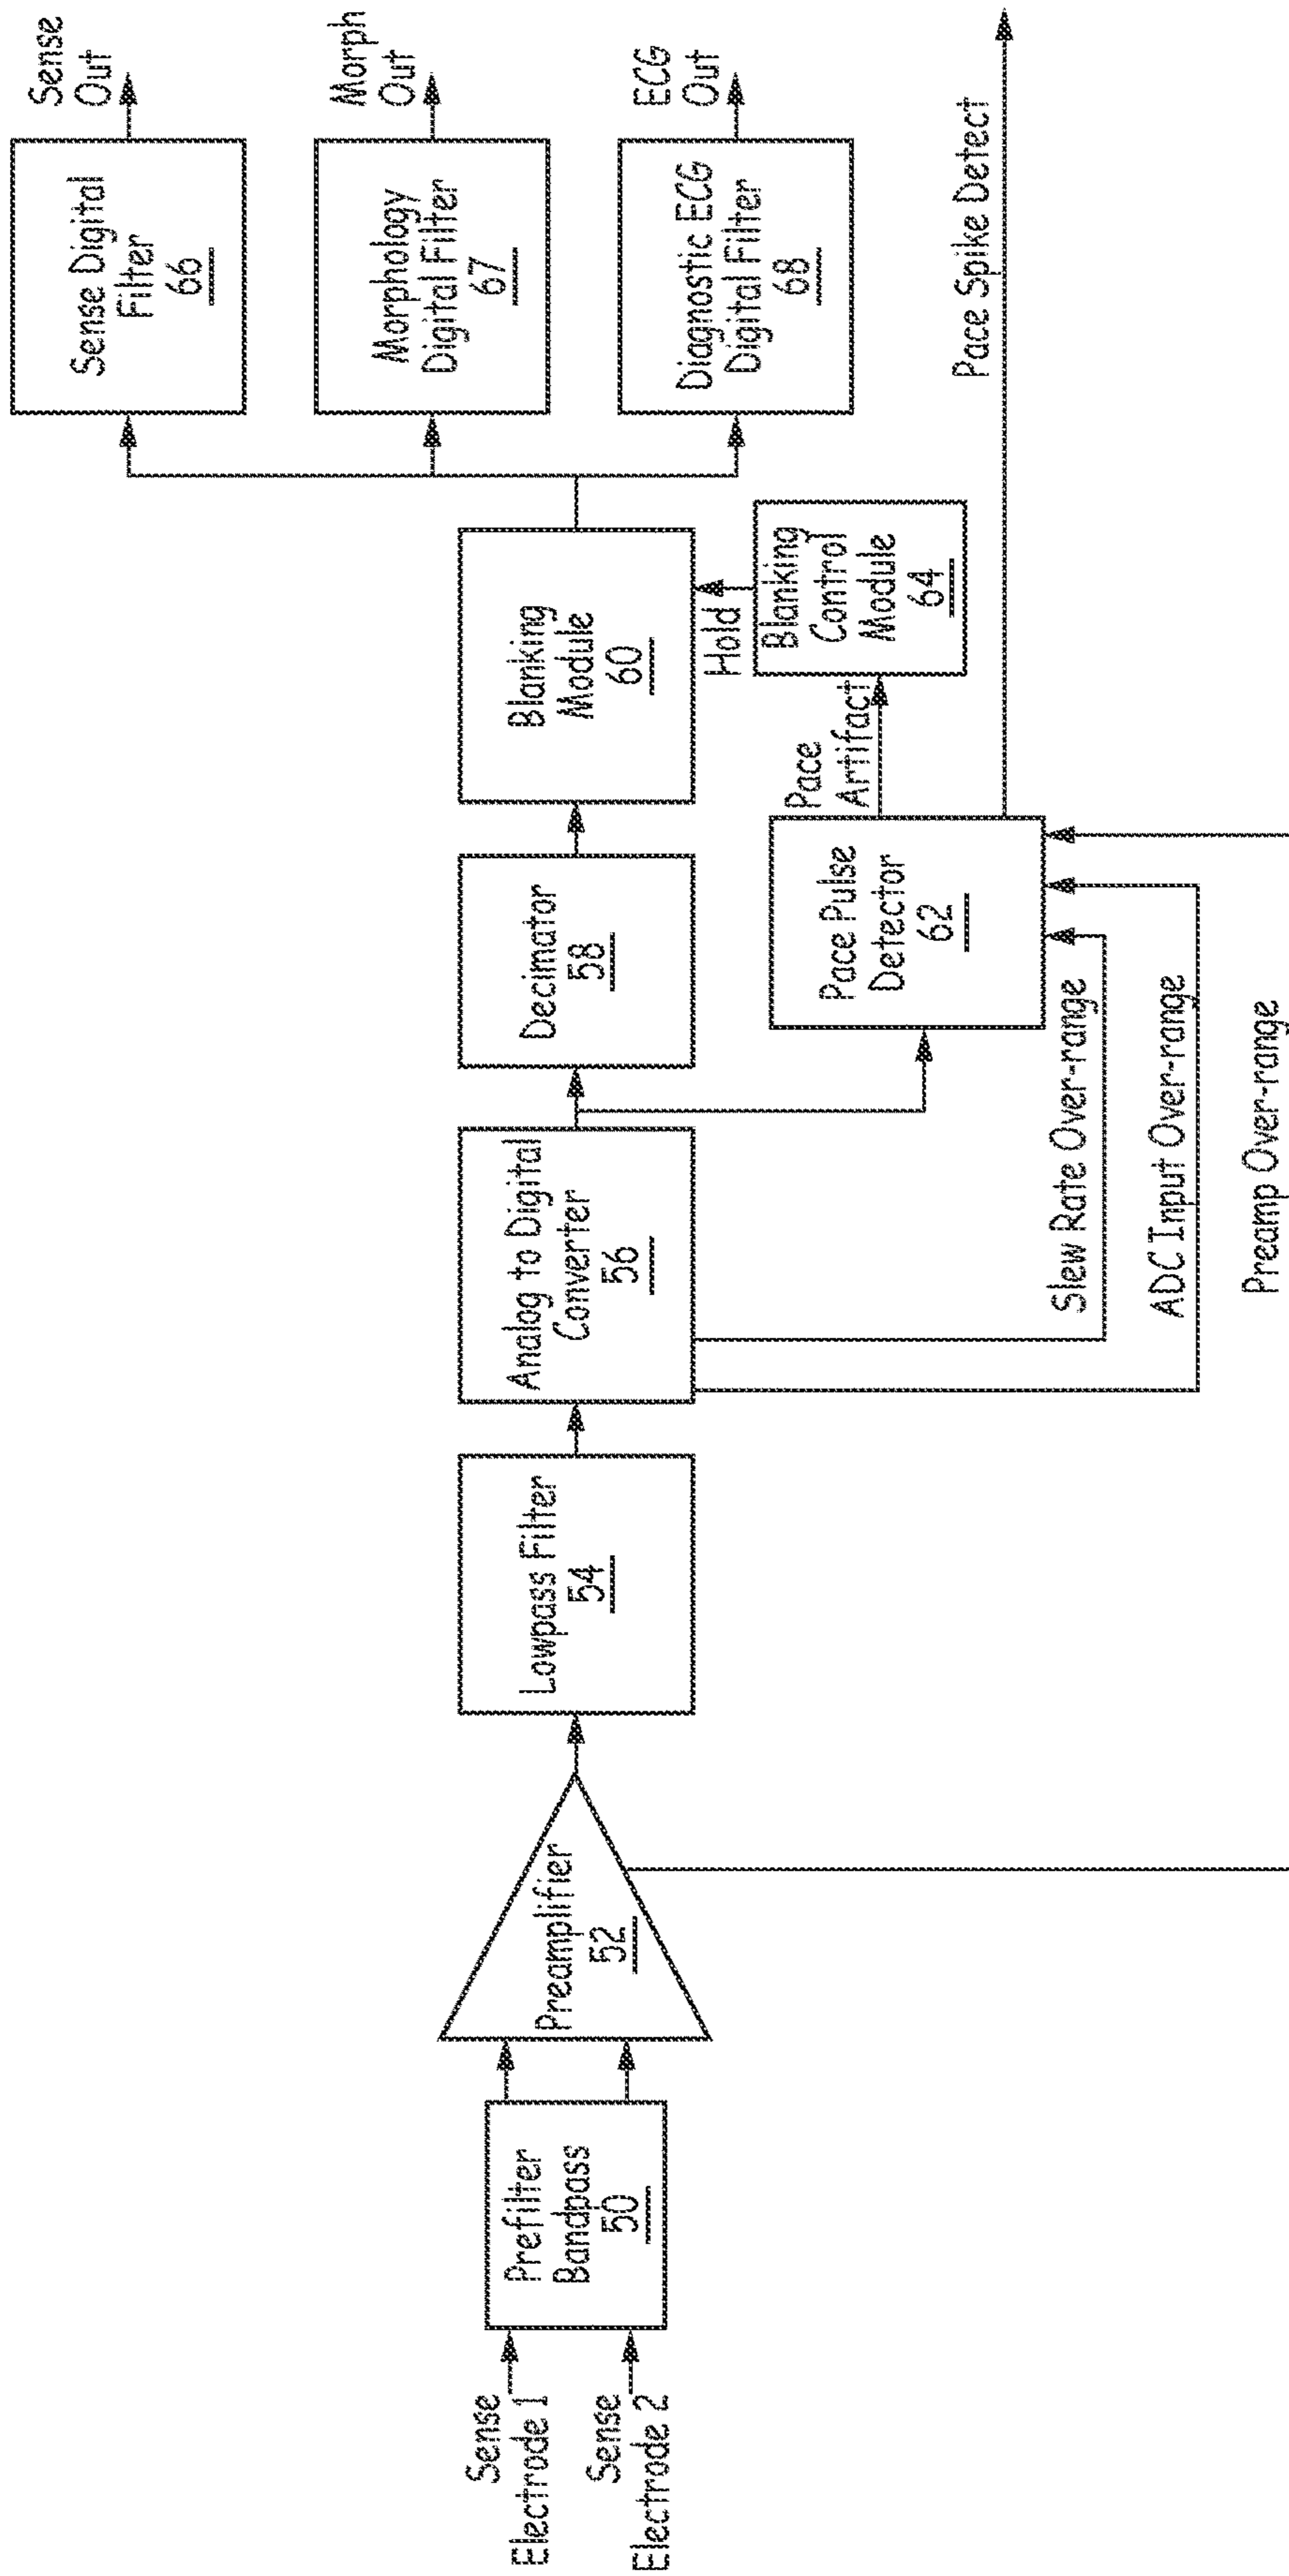 Sense
Electrode 1
Sense
Electrode 2
Prefilter
Bandpass
50
Preamplifier
52
Lowpass Filter
54
Analog to Digital
Converter
56
Decimator
58
Blanking
Module
60
Sense Digital
Filter
66
Sense
Out
Morphology
Digital Filter
67
Morph
Out
Diagnostic ECG
Digital Filter
68
ECG
Out
Hold
Blanking
Control
Module
64
Pace
Artifact
Pace Pulse
Detector
62
Pace Spike Detect
Slew Rate Over-range
ADC Input Over-range
Preamp Over-range